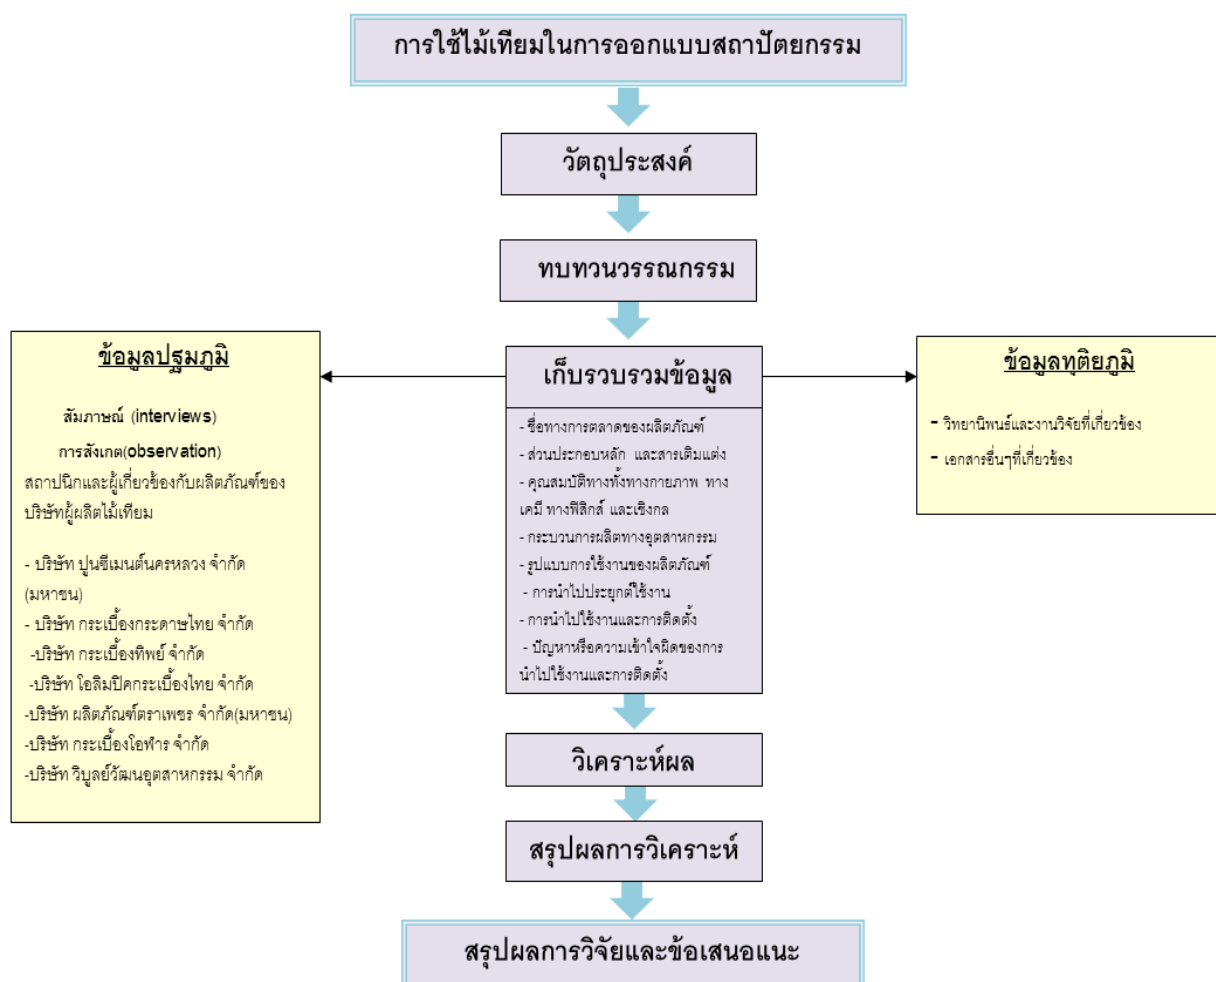 การใช้ไม้เทียมในการออกแบบสถาปัตยกรรม
วัตถุประสงค์
ทบทวนวรรณกรรม
ข้อมูลปฐมภูมิ
สัมภาษณ์ (interviews)
การสังเกต(observation)
สถาปนิกและผู้เกี่ยวข้องกับผลิตภัณฑ์ของ
บริษัทผู้ผลิตไม้เทียม
- บริษัท ปูนซีเมนต์นครหลวง จำกัด
(มหาชน)
- บริษัท กระเบื้องกระดาษไทย จำกัด
-บริษัท กระเบื้องทิพย์ จำกัด
-บริษัท โอลิมปิคกระเบื้องไทย จำกัด
-บริษัท ผลิตภัณฑ์ตราเพชร จำกัด(มหาชน)
-บริษัท กระเบื้องโอฬาร จำกัด
-บริษัท วิบูลย์วัฒนอุตสาหกรรม จำกัด
เก็บรวบรวมข้อมูล
- ชื่อทางการตลาดของผลิตภัณฑ์
- ส่วนประกอบหลัก และสารเติมแต่ง
- คุณสมบัติทางทั้งทางกายภาพ ทาง
เคมี ทางฟิสิกส์ และเชิงกล
- กระบวนการผลิตทางอุตสาหกรรม
- รูปแบบการใช้งานของผลิตภัณฑ์
- การนำไปประยุกต์ใช้งาน
- การนำไปใช้งานและการติดตั้ง
- ปัญหาหรือความเข้าใจผิดของการ
นำไปใช้งานและการติดตั้ง
ข้อมูลทุติยภูมิ
- วิทยานิพนธ์และงานวิจัยที่เกี่ยวข้อง
- เอกสารอื่นๆที่เกี่ยวข้อง
วิเคราะห์ผล
สรุปผลการวิเคราะห์
สรุปผลการวิจัยและข้อเสนอแนะ